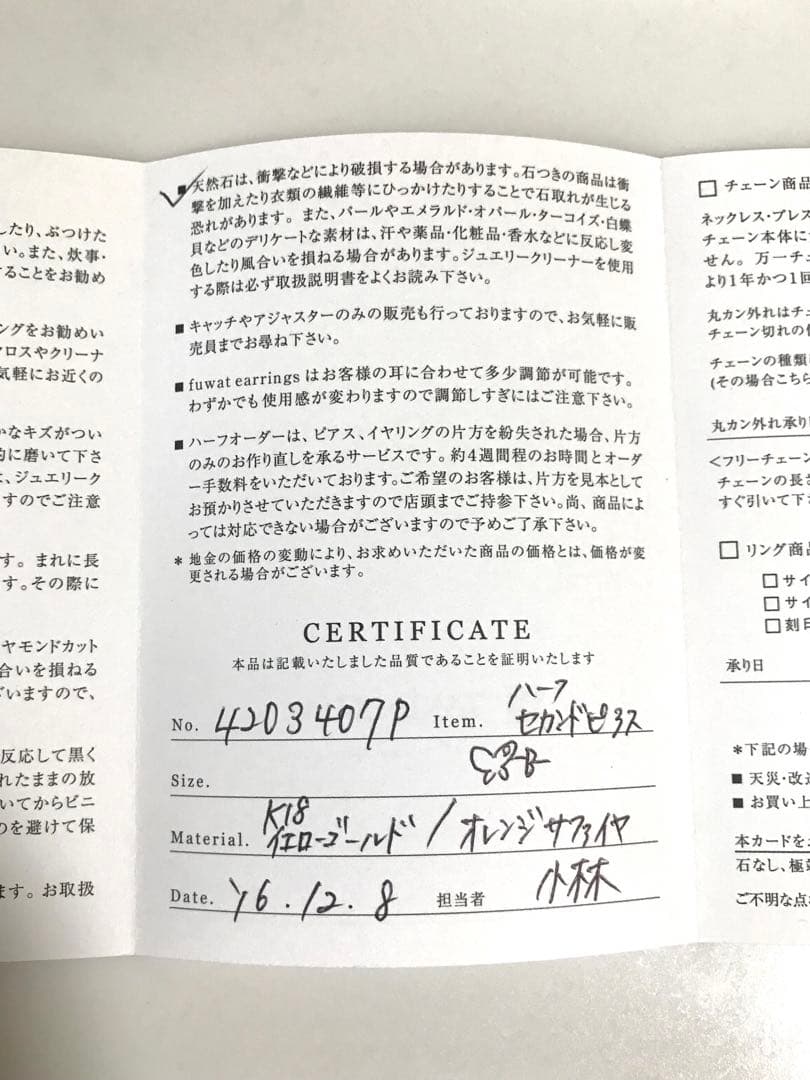 したり、ぶつけた
い。また、炊事・
することをお勧め
ングをお勧めい
クロスやクリーナ
気軽にお近くの
かなキズがつい
的に磨いて下さ
は、ジュエリーク
すのでご注意
す。まれに長
す。その際に
ヤモンドカット
合いを損ねる
ざいますので、
反応して黒く
れたままの放
いてからビニ
のを避けて保
ます。お取扱
■ 天然石は、衝撃などにより破損する場合があります。石つきの商品は衝
撃を加えたり衣類の繊維等にひっかけたりすることで石取れが生じる
恐れがあります。また、パールやエメラルド・オパール・ターコイズ・白蝶
貝などのデリケートな素材は、汗や薬品・化粧品・香水などに反応し変
色したり風合いを損ねる場合があります。ジュエリークリーナーを使用
する際は必ず取扱説明書をよくお読み下さい。
■ キャッチやアジャスターのみの販売も行っておりますので、お気軽に販
売員までお尋ね下さい。
■ fuwat earrings はお客様の耳に合わせて多少調節が可能です。
わずかでも使用感が変わりますので調節しすぎにはご注意下さい。
■ ハーフオーダーは、ピアス、イヤリングの片方を紛失された場合、片方
のみのお作り直しを承るサービスです。約4週間程のお時間とオーダ
ー手数料をいただいております。ご希望のお客様は、片方を見本として
お預かりさせていただきますので店頭までご持参下さい。尚、商品によ
っては対応できない場合がございますので予めご了承下さい。
* 地金の価格の変動により、お求めいただいた商品の価格とは、価格が変
更される場合がございます。
CERTIFICATE
本品は記載いたしました品質であることを証明いたします
No. 4203407P Item. ハーフ
セカンドピアス
Size.
Material. K18
イエローゴールド / オレンジサファイヤ
Date. '16.12.8 担当者 小林
□ チェーン商品
ネックレス・ブレス
チェーン本体に
せん。万一チェ
より1年かつ1回
丸カン外れはチェ
チェーン切れの
チェーンの種類
(その場合こちら
丸カン外れ承り
<フリーチェーン
チェーンの長さ
すぐ引いて下さ
□ リング商品
□ サイ
□ サイ
□ 刻印
承り日
*下記の場
■ 天災・改造
■ お買い上
本カードを
石なし、極
ご不明な点